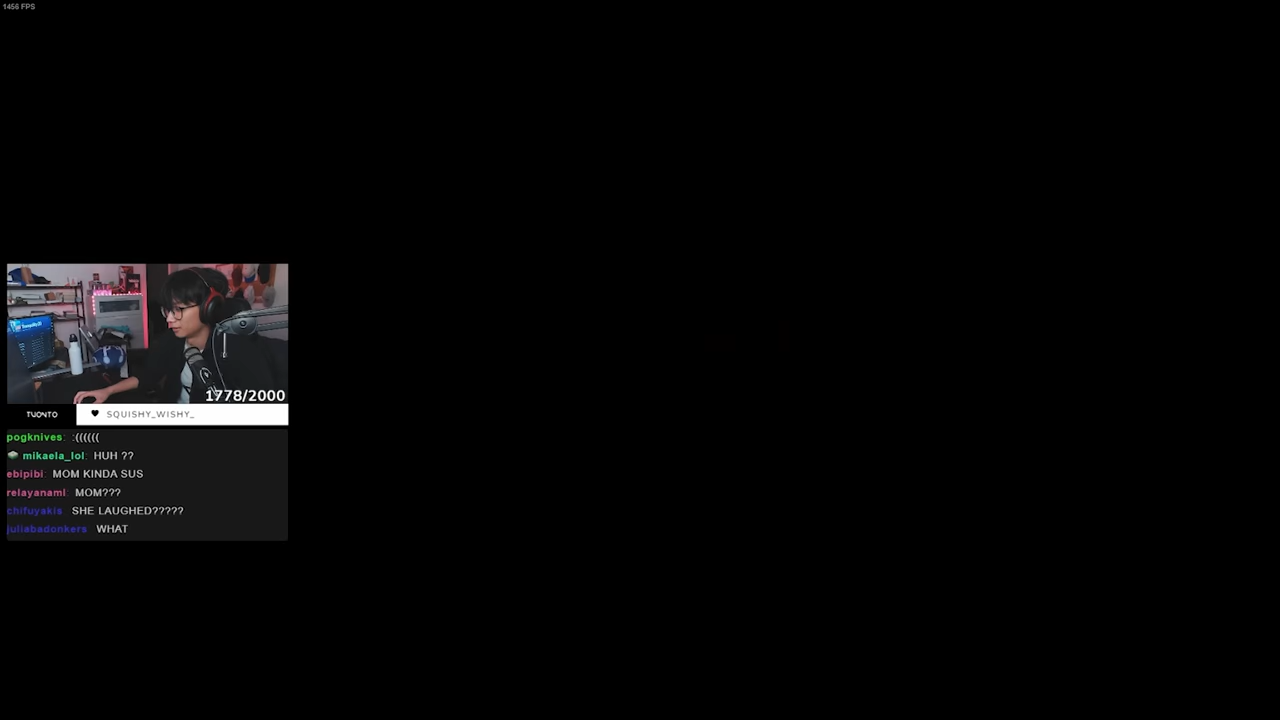 1456 FPS
1778/2000
TVONTO
SQUISHY_WISHY_
pogknives: :((((((
mikaela_lol: HUH ??
ebipibi: MOM KINDA SUS
relayanami: MOM???
chifuyakis: SHE LAUGHED?????
juliabadonkers: WHAT